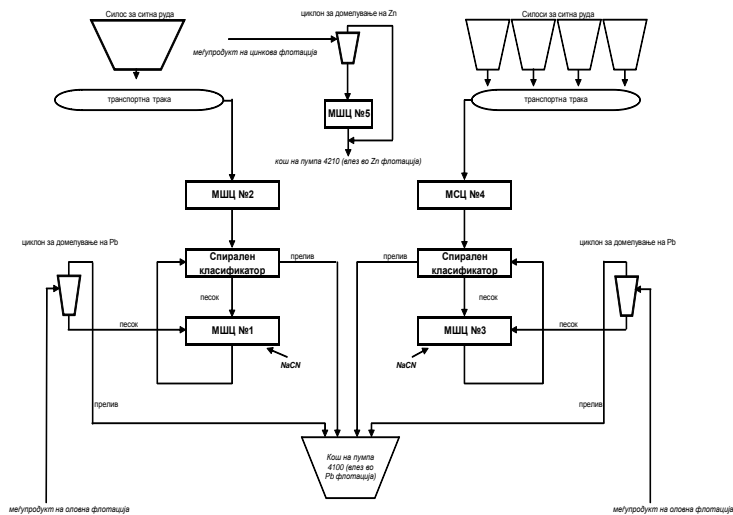 Силос за ситна руда
циклон за домелување на Zn
Силоси за ситна руда
меѓупродукт на цинкова флотација
транспортна трака
МШЦ №5
транспортна трака
кош на пумпа 4210 (влез во Zn флотација)
МШЦ №2
МСЦ №4
циклон за домелување на Pb
циклон за домелување на Pb
Спирален
класификатор
прелив
прелив
Спирален
класификатор
песок
песок
песок
МШЦ №1
МШЦ №3
песок
NaCN
NaCN
прелив
прелив
Кош на пумпа
4100 (влез во
Pb флотација)
меѓупродукт на оловна флотација
меѓупродукт на оловна флотација